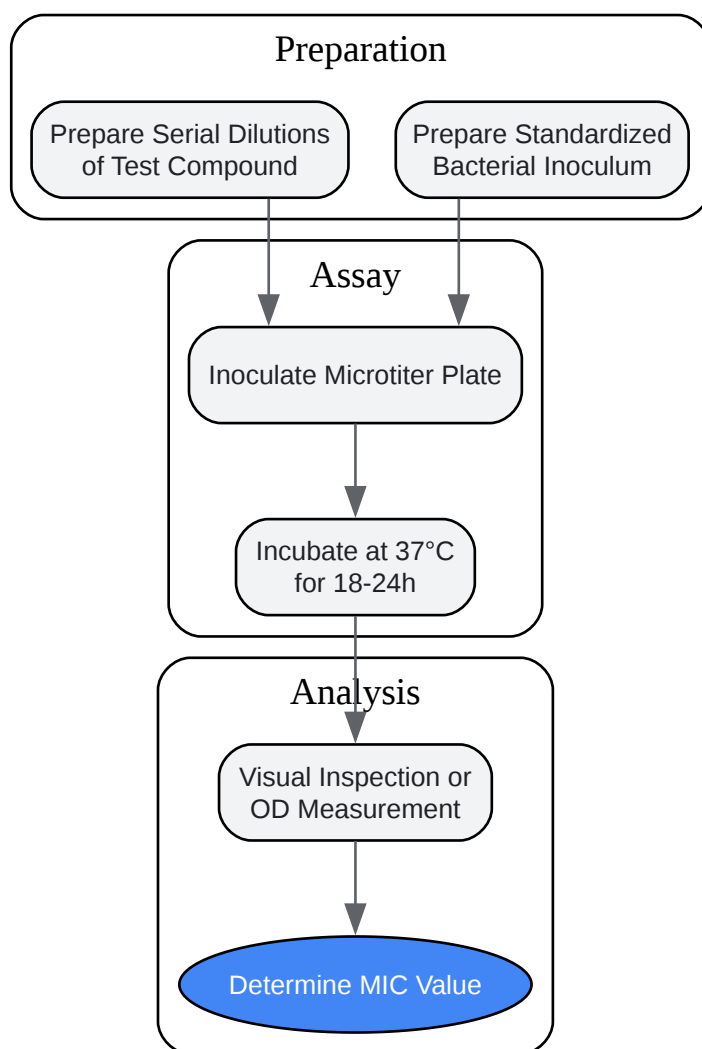 Preparation
Prepare Serial Dilutions
of Test Compound
Prepare Standardized
Bacterial Inoculum
Assay
Inoculate Microtiter Plate
Incubate at 37°C
for 18-24h
Analysis
Visual Inspection or
OD Measurement
Determine MIC Value